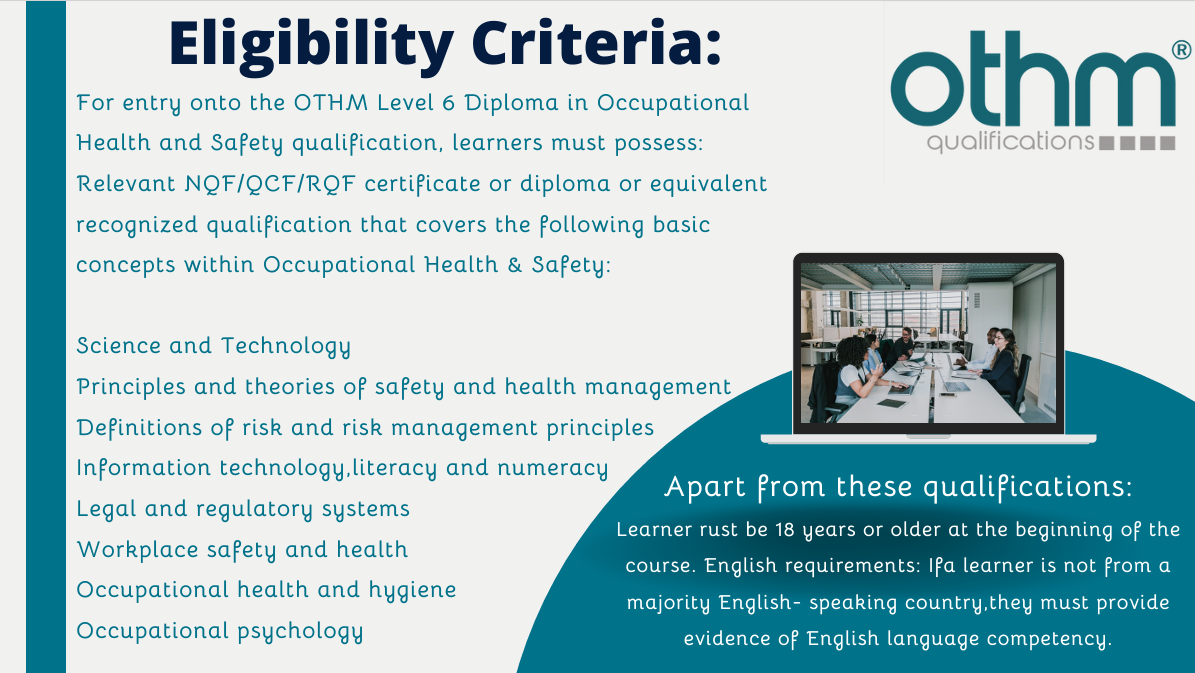 Eligibility Criteria:
For entry onto the OTHM Level 6 Diploma in Occupational
Health and Safety qualification, learners must possess:
Relevant NQF/QCF/RQF certificate or diploma or equivalent
recognized qualification that covers the following basic
concepts within Occupational Health & Safety:
Science and Technology
Principles and theories of safety and health management
Definitions of risk and risk management principles
Information technology,literacy and numeracy
Legal and regulatory systems
Workplace safety and health
Occupational health and hygiene
Occupational psychology
othm®
qualifications
Apart from these qualifications:
Learner rust be 18 years or older at the beginning of the
course. English requirements: Ifa learner is not from a
majority English- speaking country,they must provide
evidence of English language competency.